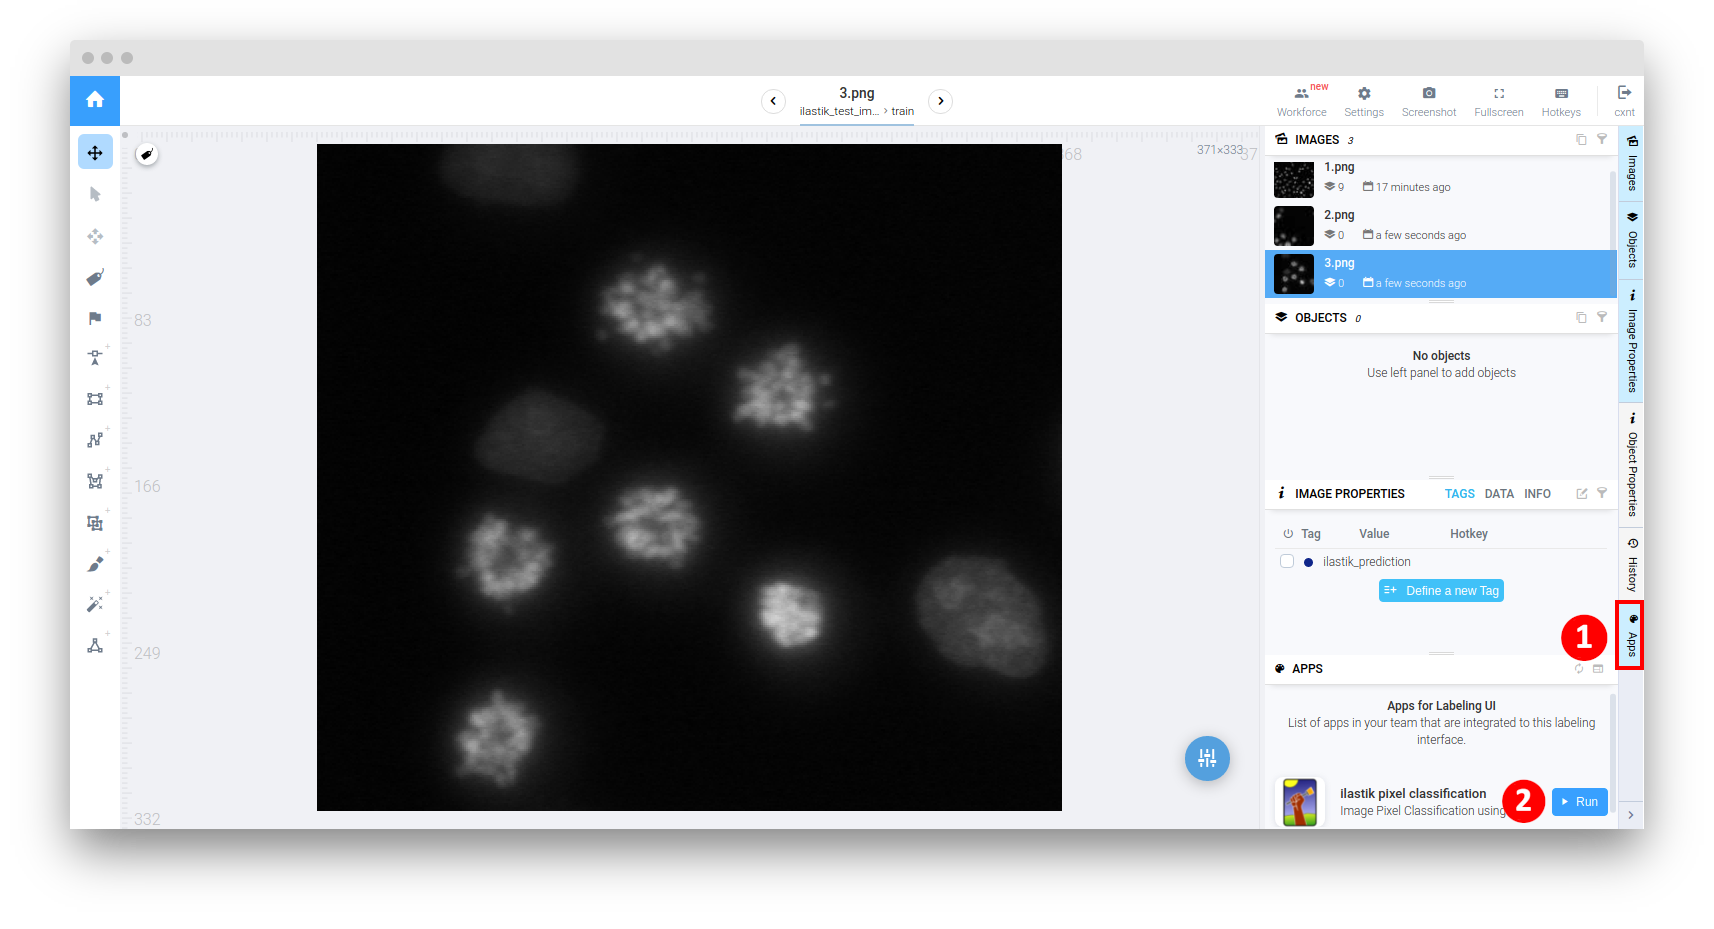 3.png
ilastik_test_im... › train
new
Workforce
Settings
Screenshot
Fullscreen
Hotkeys
cxnt
68
371×333
37
83
166
249
332
IMAGES 3
1.png
9 17 minutes ago
2.png
0 a few seconds ago
3.png
0 a few seconds ago
OBJECTS 0
No objects
Use left panel to add objects
IMAGE PROPERTIES TAGS DATA INFO
Tag Value Hotkey
ilastik_prediction
Define a new Tag
APPS
Apps for Labeling UI
List of apps in your team that are integrated to this labeling
interface.
ilastik pixel classification
Image Pixel Classification using
2
Run
Images
Objects
Image Properties
Object Properties
History
1
Apps